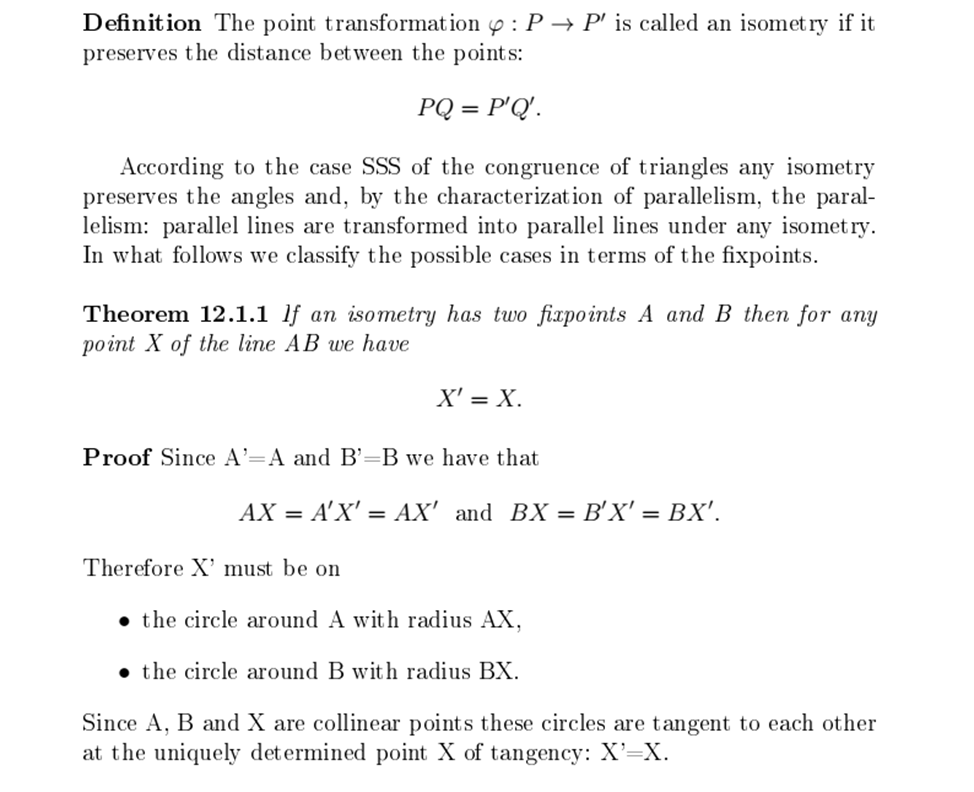 Definition The point transformation φ : P → P′ is called an isometry if it
preserves the distance between the points:
PQ = P′Q′.
According to the case SSS of the congruence of triangles any isometry
preserves the angles and, by the characterization of parallelism, the paral-
lelism: parallel lines are transformed into parallel lines under any isometry.
In what follows we classify the possible cases in terms of the fixpoints.
Theorem 12.1.1 If an isometry has two fixpoints A and B then for any
point X of the line AB we have
X′ = X.
Proof Since A'=A and B'=B we have that
AX = A′X′ = AX′ and BX = B′X′ = BX′.
Therefore X' must be on
• the circle around A with radius AX,
• the circle around B with radius BX.
Since A, B and X are collinear points these circles are tangent to each other
at the uniquely determined point X of tangency: X'=X.